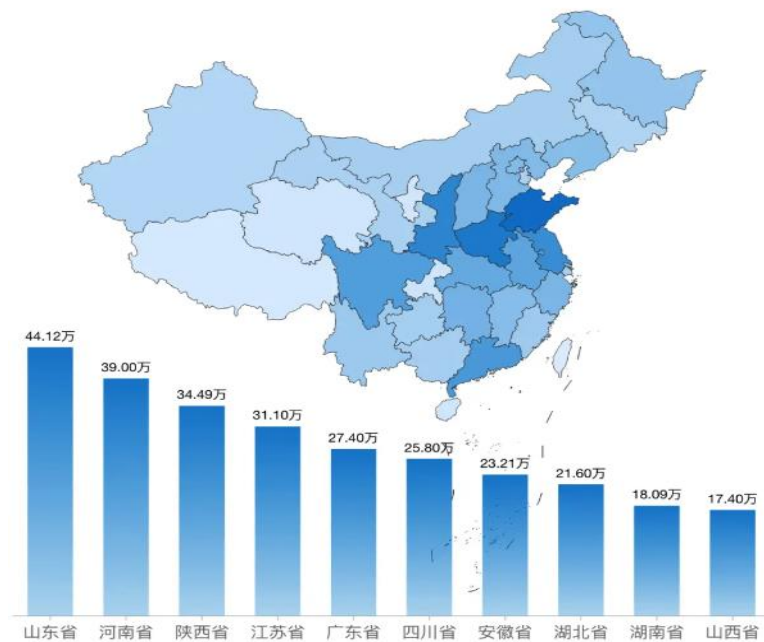 44.12万
39.00万
34.49万
31.10万
27.40万
25.80万
23.21万
21.60万
18.09万
17.40万
山东省 河南省 陕西省 江苏省 广东省 四川省 安徽省 湖北省 湖南省 山西省